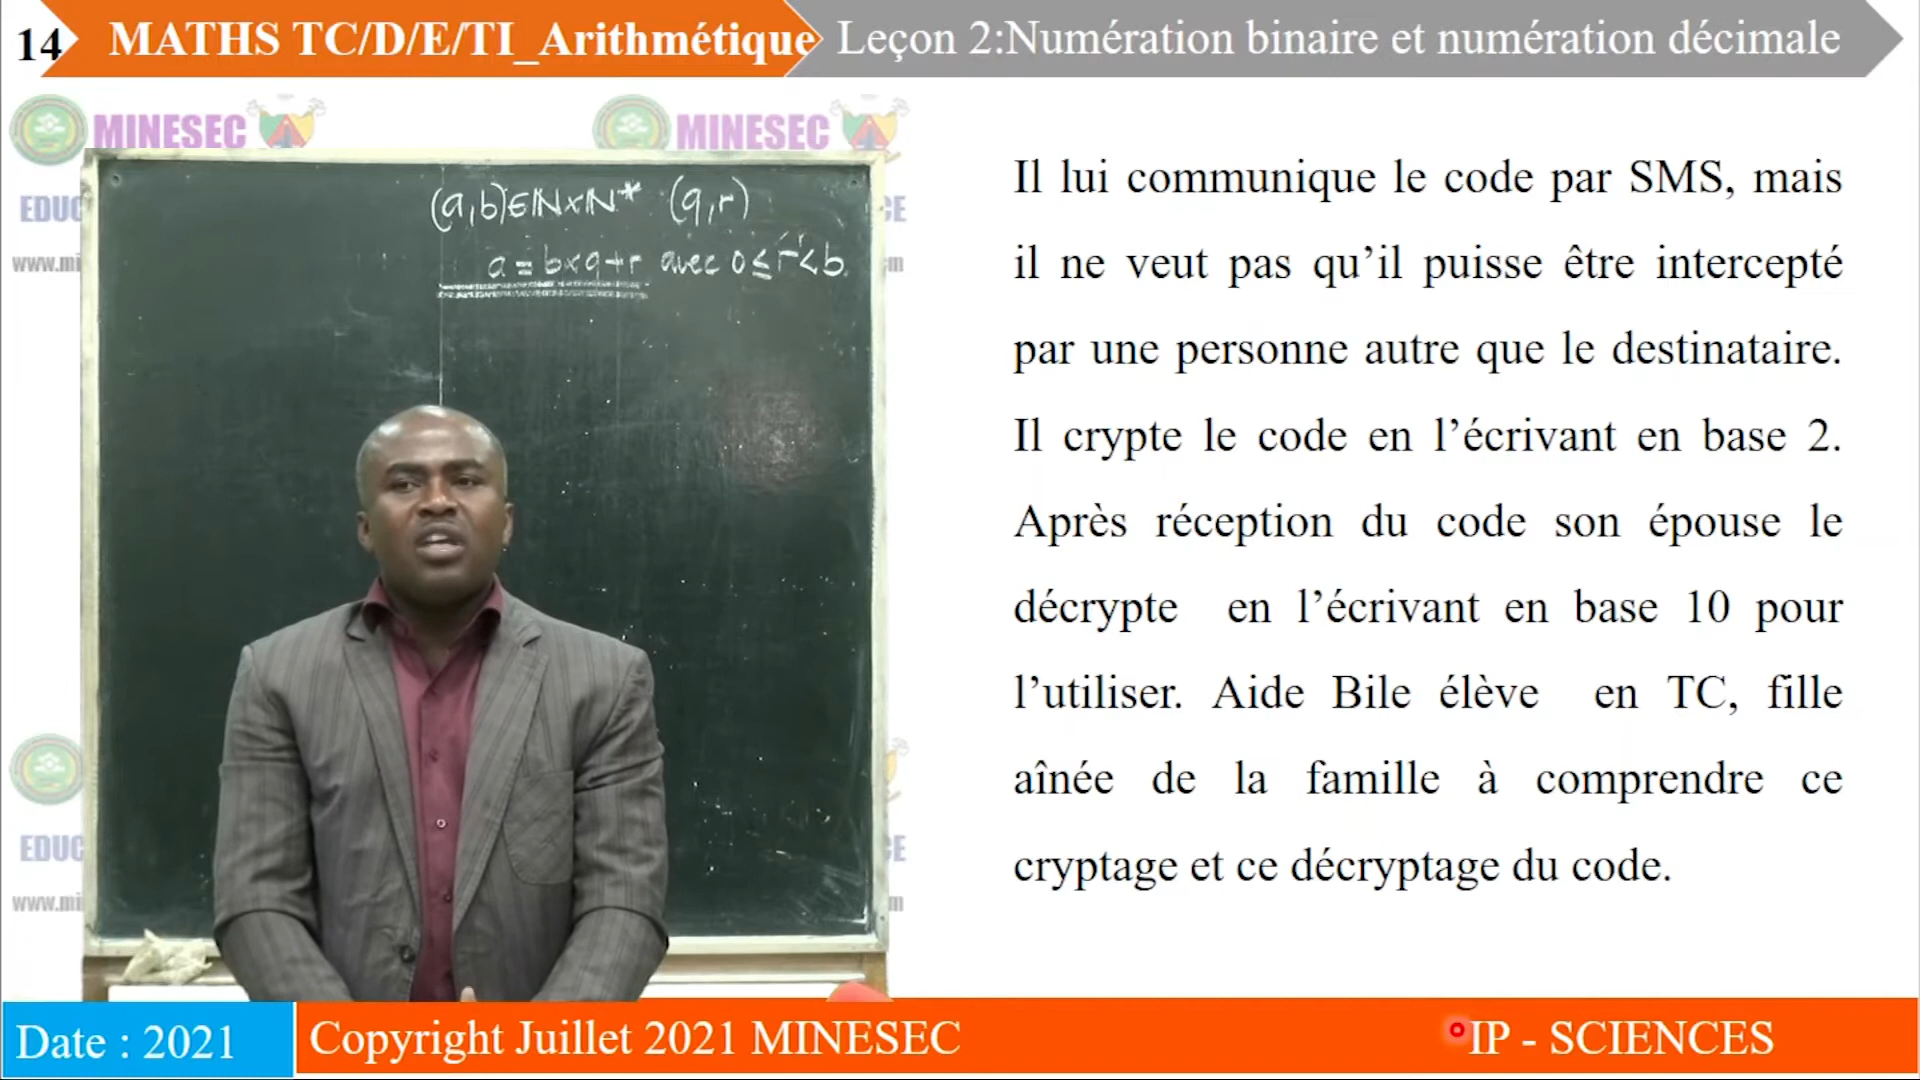 14 MATHS TC/D/E/TI_Arithmétique Leçon 2:Numération binaire et numération décimale
MINESEC MINESEC
(a,b)∈ℕ×ℕ* (q,r)
a = b×q+r avec 0≤r<b
Il lui communique le code par SMS, mais
il ne veut pas qu’il puisse être intercepté
par une personne autre que le destinataire.
Il crypte le code en l’écrivant en base 2.
Après réception du code son épouse le
décrypte en l’écrivant en base 10 pour
l’utiliser. Aide Bile élève en TC, fille
aînée de la famille à comprendre ce
cryptage et ce décryptage du code.
Date : 2021 Copyright Juillet 2021 MINESEC IP - SCIENCES